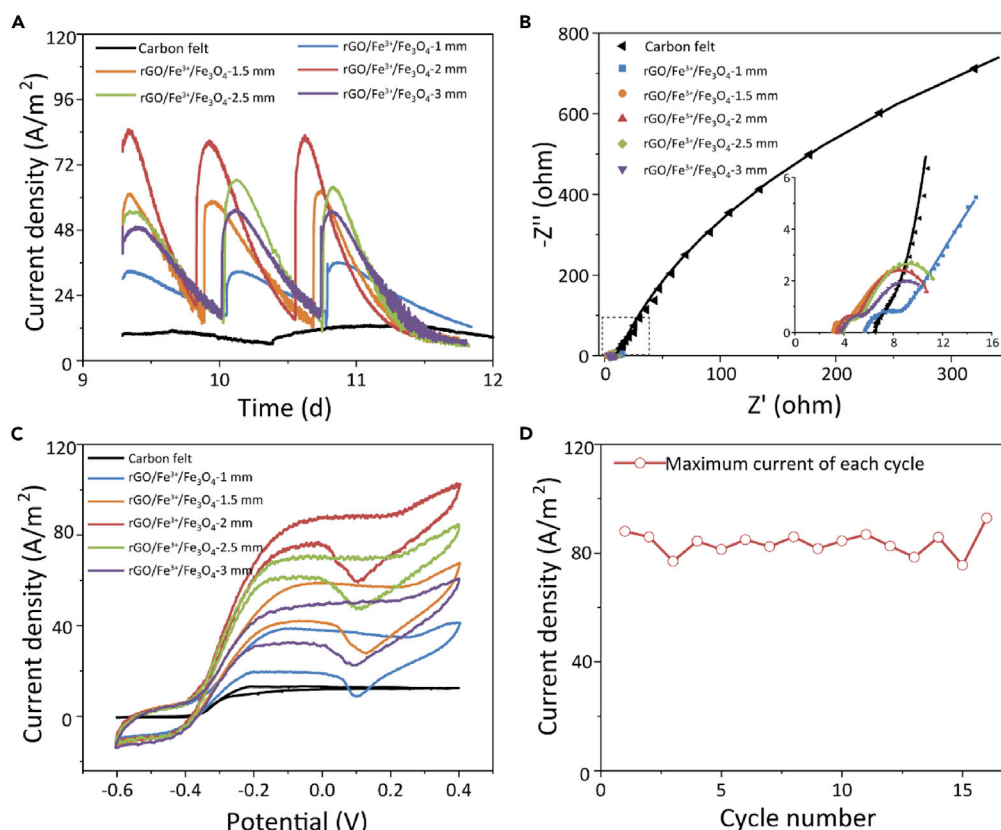 A
Current density (A/m²)
120
96
72
48
24
0
Carbon felt
rGO/Fe³⁺/Fe₃O₄-1 mm
rGO/Fe³⁺/Fe₃O₄-1.5 mm
rGO/Fe³⁺/Fe₃O₄-2 mm
rGO/Fe³⁺/Fe₃O₄-2.5 mm
rGO/Fe³⁺/Fe₃O₄-3 mm
9 10 11 12
Time (d)
B
-Z'' (ohm)
800
600
400
200
0
Carbon felt
rGO/Fe³⁺/Fe₃O₄-1 mm
rGO/Fe³⁺/Fe₃O₄-1.5 mm
rGO/Fe³⁺/Fe₃O₄-2 mm
rGO/Fe³⁺/Fe₃O₄-2.5 mm
rGO/Fe³⁺/Fe₃O₄-3 mm
6
4
2
0
0 4 8 12 16
0 100 200 300
Z' (ohm)
C
Current density (A/m²)
120
80
40
0
Carbon felt
rGO/Fe³⁺/Fe₃O₄-1 mm
rGO/Fe³⁺/Fe₃O₄-1.5 mm
rGO/Fe³⁺/Fe₃O₄-2 mm
rGO/Fe³⁺/Fe₃O₄-2.5 mm
rGO/Fe³⁺/Fe₃O₄-3 mm
-0.6 -0.4 -0.2 0.0 0.2 0.4
Potential (V)
D
Current density (A/m²)
120
80
40
0
Maximum current of each cycle
0 5 10 15
Cycle number